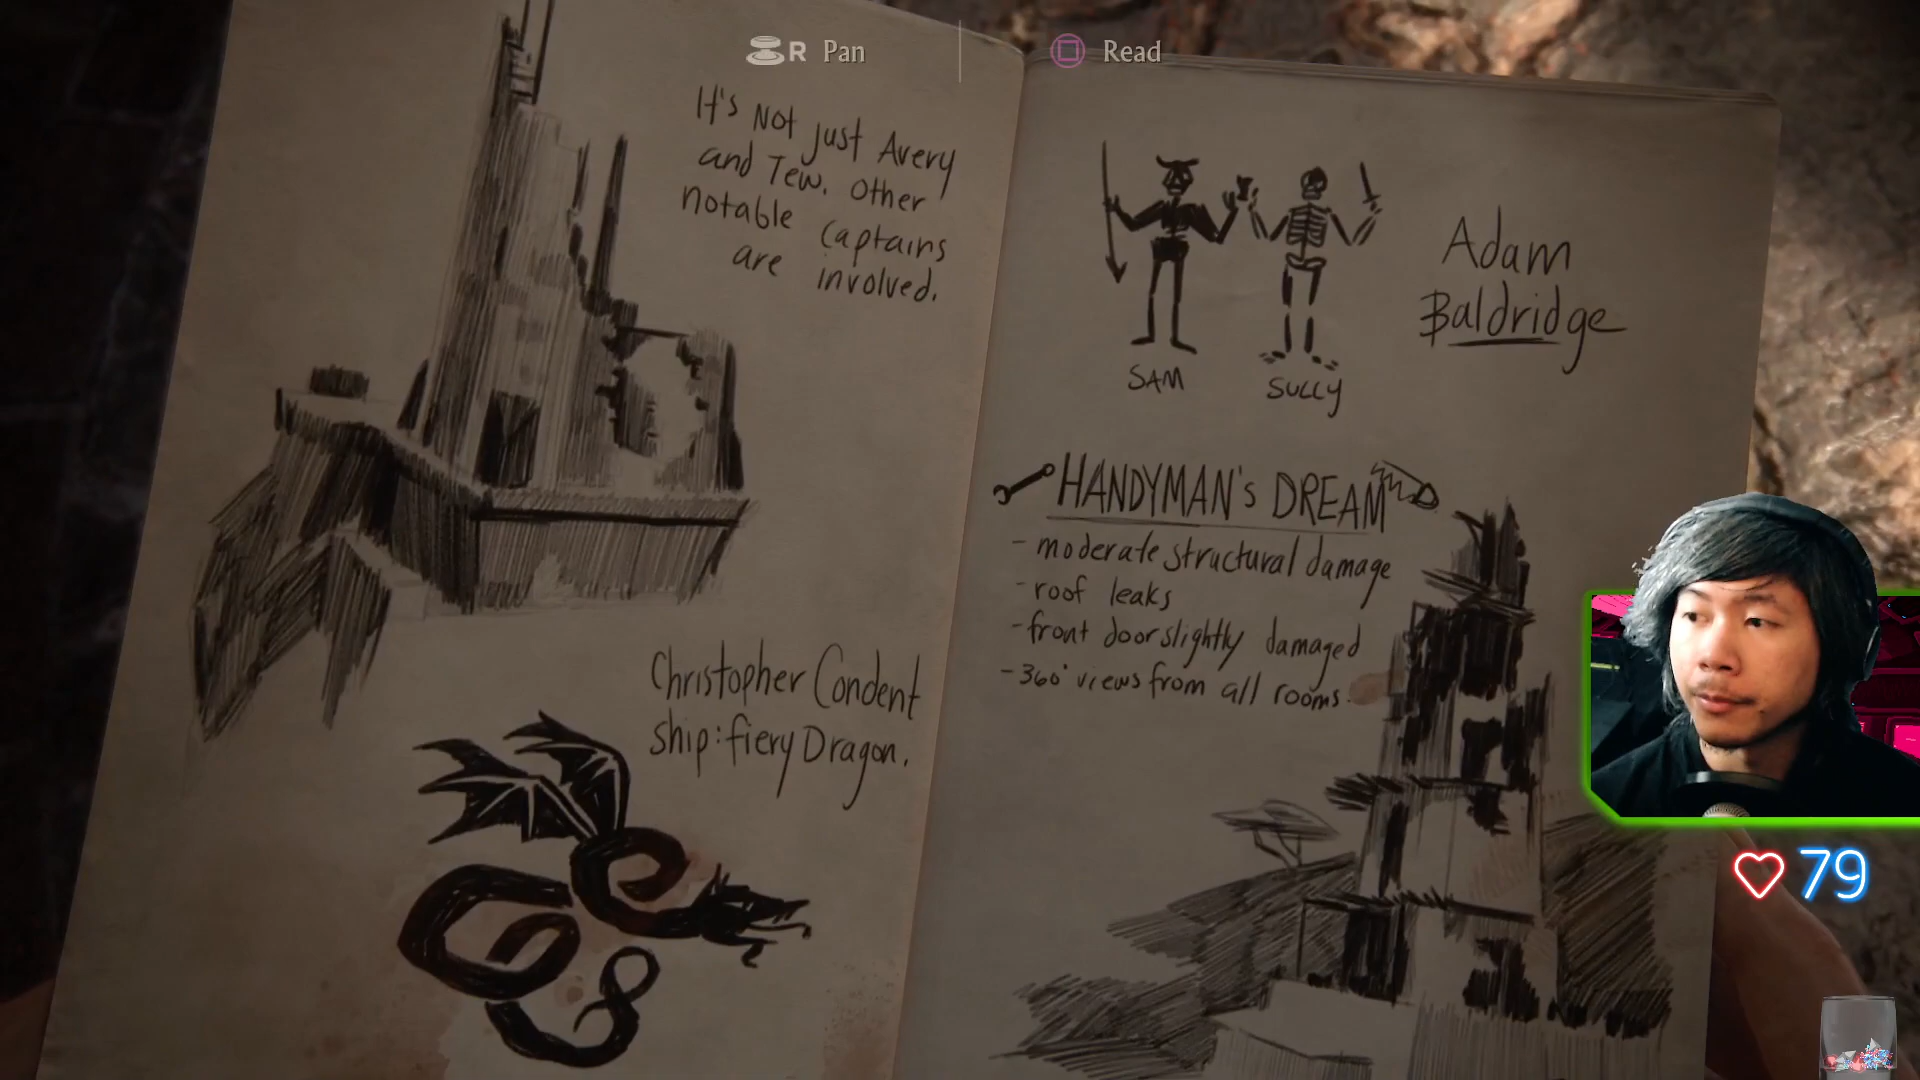 R Pan
Read
It's Not just Avery
and Tew. Other
notable Captains
are involved.
Christopher Condent
ship: fiery Dragon.
Adam
Baldridge
SAM
SULLY
HANDYMAN'S DREAM
- moderate structural damage
- roof leaks
- front door slightly damaged
- 360° views from all rooms.
79